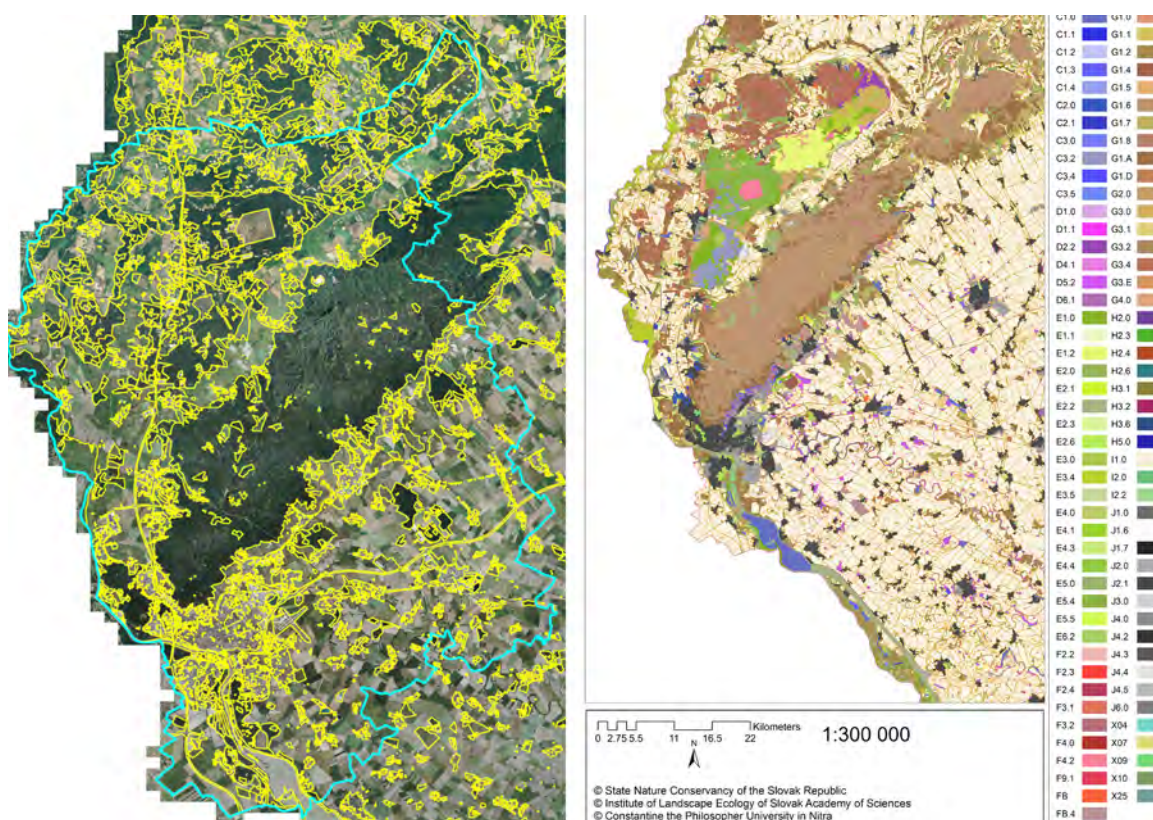 C1.0 G1.0
C1.1 G1.1
C1.2 G1.2
C1.3 G1.4
C1.4 G1.5
C2.0 G1.6
C2.1 G1.7
C3.0 G1.8
C3.2 G1.A
C3.4 G1.D
C3.5 G2.0
D1.0 G3.0
D1.1 G3.1
D2.2 G3.2
D4.1 G3.4
D5.2 G3.E
D6.1 G4.0
E1.0 H2.0
E1.1 H2.3
E1.2 H2.4
E2.0 H2.6
E2.1 H3.1
E2.2 H3.2
E2.3 H3.6
E2.6 H5.0
E3.0 I1.0
E3.4 I2.0
E3.5 I2.2
E4.0 J1.0
E4.1 J1.6
E4.3 J1.7
E4.4 J2.0
E5.0 J2.1
E5.4 J3.0
E5.5 J4.0
E6.2 J4.2
F2.2 J4.3
F2.3 J4.4
F2.4 J4.5
F3.1 J6.0
F3.2 X04
F4.0 X07
F4.2 X09
F9.1 X10
FB X25
FB.4
Kilometers
0 2.75 5.5 11 16.5 22
1:300 000
N
© State Nature Conservancy of the Slovak Republic
© Institute of Landscape Ecology of Slovak Academy of Sciences
© Constantine the Philosopher University in Nitra